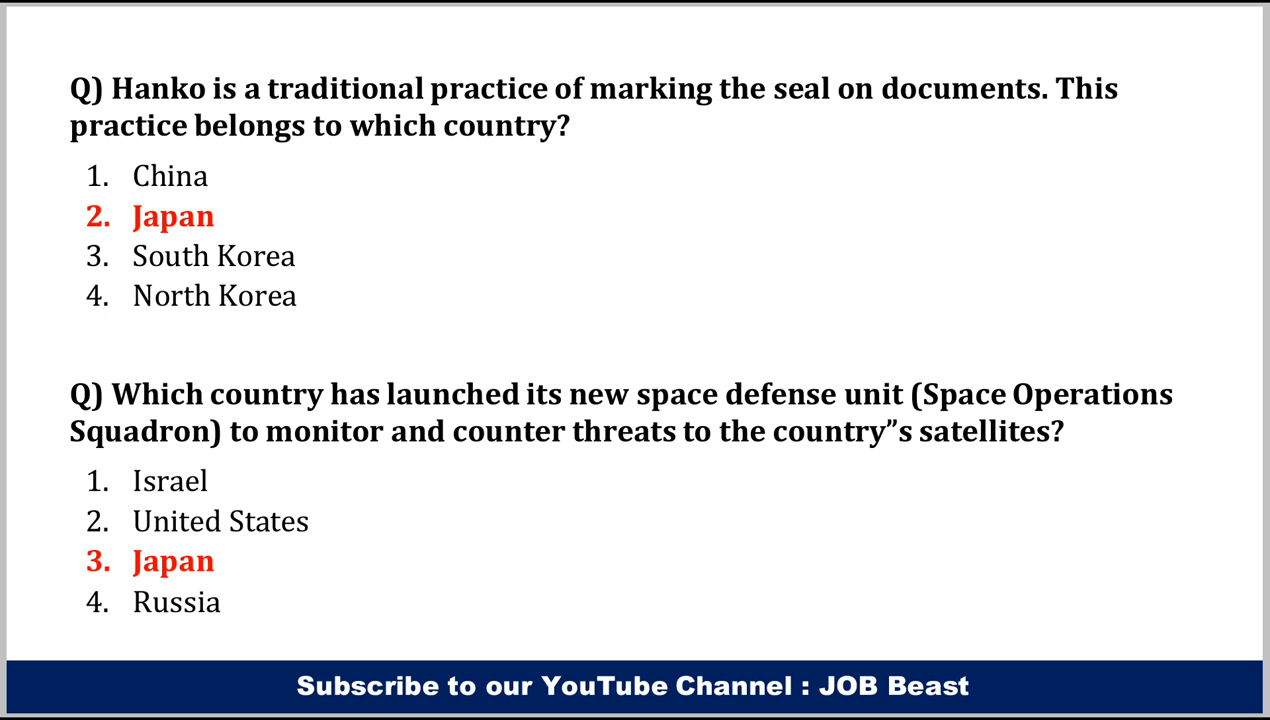 Q) Hanko is a traditional practice of marking the seal on documents. This
practice belongs to which country?
1. China
2. Japan
3. South Korea
4. North Korea
Q) Which country has launched its new space defense unit (Space Operations
Squadron) to monitor and counter threats to the country”s satellites?
1. Israel
2. United States
3. Japan
4. Russia
Subscribe to our YouTube Channel : JOB Beast